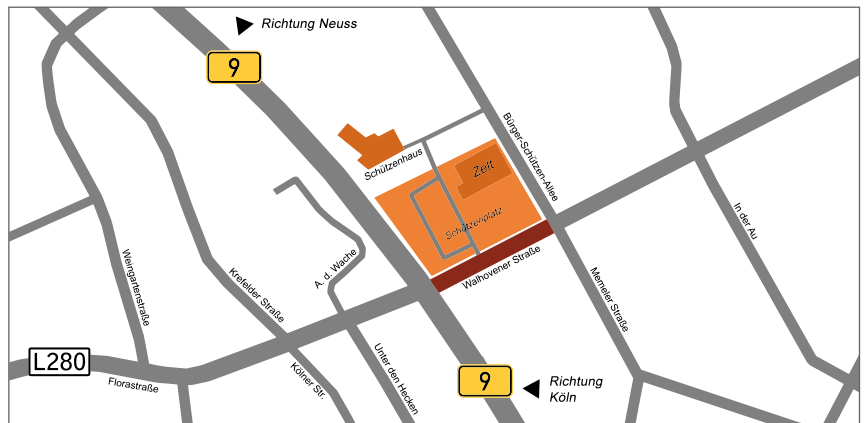 Richtung Neuss
9
Bürger-Schützen-Allee
Schützenhaus
Zelt
Schützenplatz
In der Au
Walhovener Straße
A. d. Wache
Weingartenstraße
Krefelder Straße
Memeler Straße
L280
Florastraße
Kölner Str.
Unter den Hecken
9
Richtung
Köln